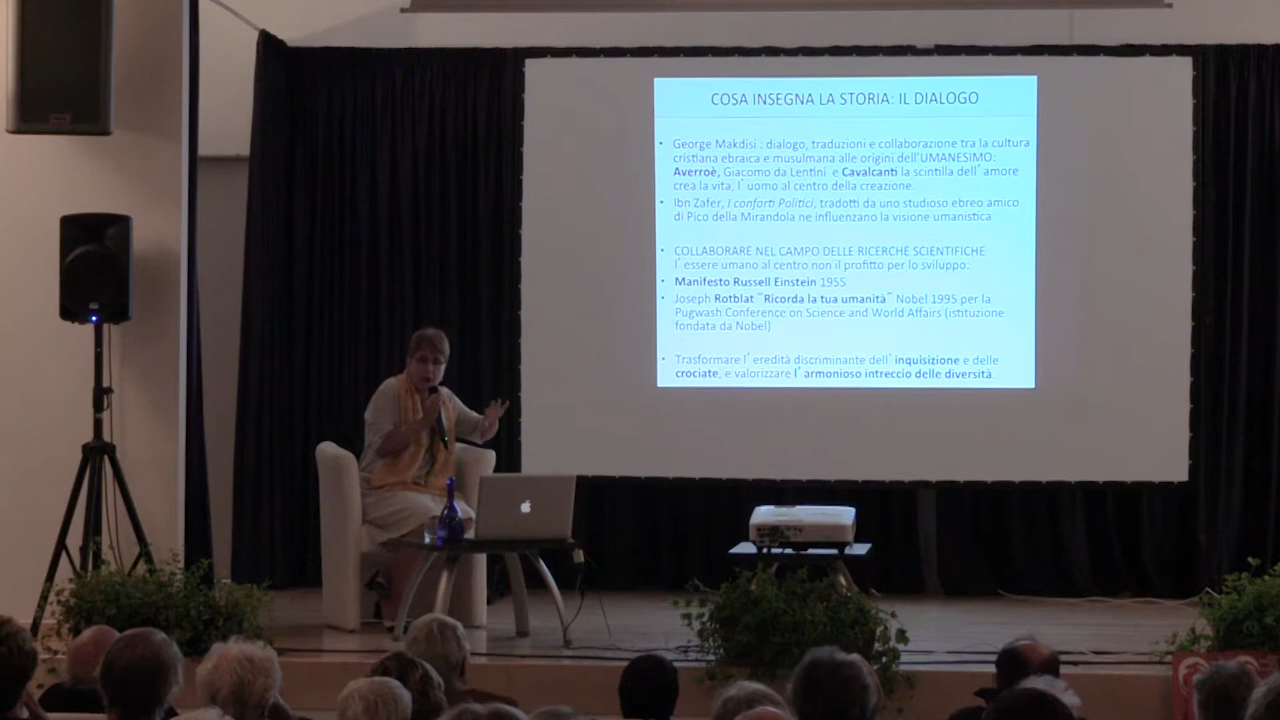 COSA INSEGNA LA STORIA: IL DIALOGO
• George Makdisi : dialogo, traduzioni e collaborazione tra la cultura
cristiana ebraica e musulmana alle origini dell'UMANESIMO:
Averroè, Giacomo da Lentini e Cavalcanti la scintilla dell' amore
crea la vita, l' uomo al centro della creazione.
• Ibn Zafer, I conforti Politici, tradotti da uno studioso ebreo amico
di Pico della Mirandola ne influenzano la visione umanistica
• COLLABORARE NEL CAMPO DELLE RICERCHE SCIENTIFICHE
l' essere umano al centro non il profitto per lo sviluppo:
• Manifesto Russell Einstein 1955
• Joseph Rotblat "Ricorda la tua umanità" Nobel 1995 per la
Pugwash Conference on Science and World Affairs (istituzione
fondata da Nobel)
• Trasformare l' eredità discriminante dell' inquisizione e delle
crociate, e valorizzare l' armonioso intreccio delle diversità.